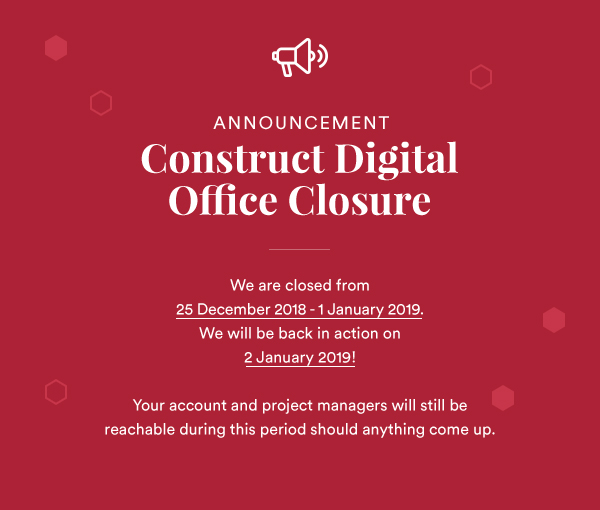 ANNOUNCEMENT
Construct Digital
Office Closure
We are closed from
25 December 2018 - 1 January 2019.
We will be back in action on
2 January 2019!
Your account and project managers will still be
reachable during this period should anything come up.